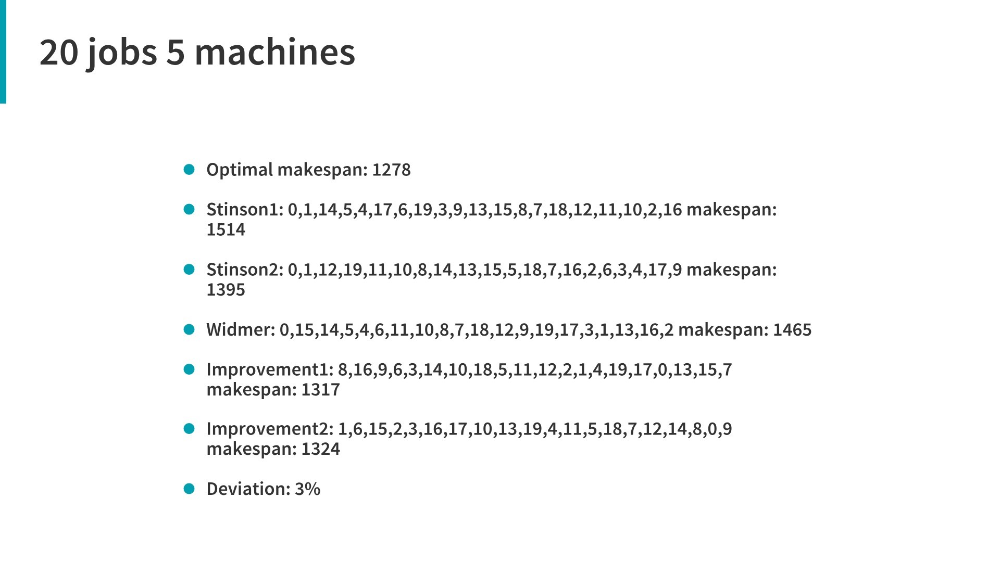 20 jobs 5 machines
Optimal makespan: 1278
Stinson1: 0,1,14,5,4,17,6,19,3,9,13,15,8,7,18,12,11,10,2,16 makespan:
1514
Stinson2: 0,1,12,19,11,10,8,14,13,15,5,18,7,16,2,6,3,4,17,9 makespan:
1395
Widmer: 0,15,14,5,4,6,11,10,8,7,18,12,9,19,17,3,1,13,16,2 makespan: 1465
Improvement1: 8,16,9,6,3,14,10,18,5,11,12,2,1,4,19,17,0,13,15,7
makespan: 1317
Improvement2: 1,6,15,2,3,16,17,10,13,19,4,11,5,18,7,12,14,8,0,9
makespan: 1324
Deviation: 3%